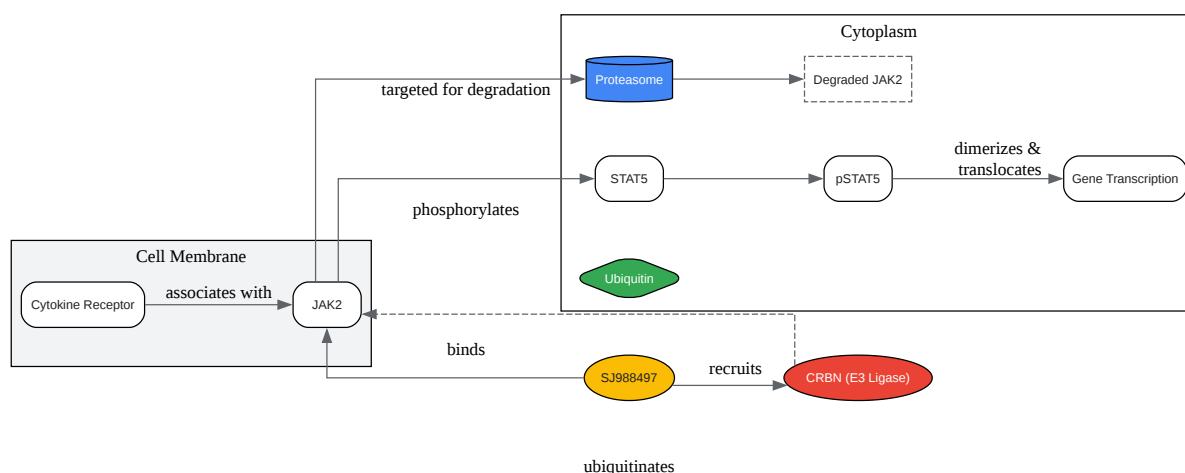 Cytoplasm
Proteasome
Degraded JAK2
targeted for degradation
dimerizes &
translocates
STAT5
pSTAT5
Gene Transcription
phosphorylates
Cell Membrane
Ubiquitin
associates with
Cytokine Receptor
JAK2
binds
recruits
SJ988497
CRBN (E3 Ligase)
ubiquitinates